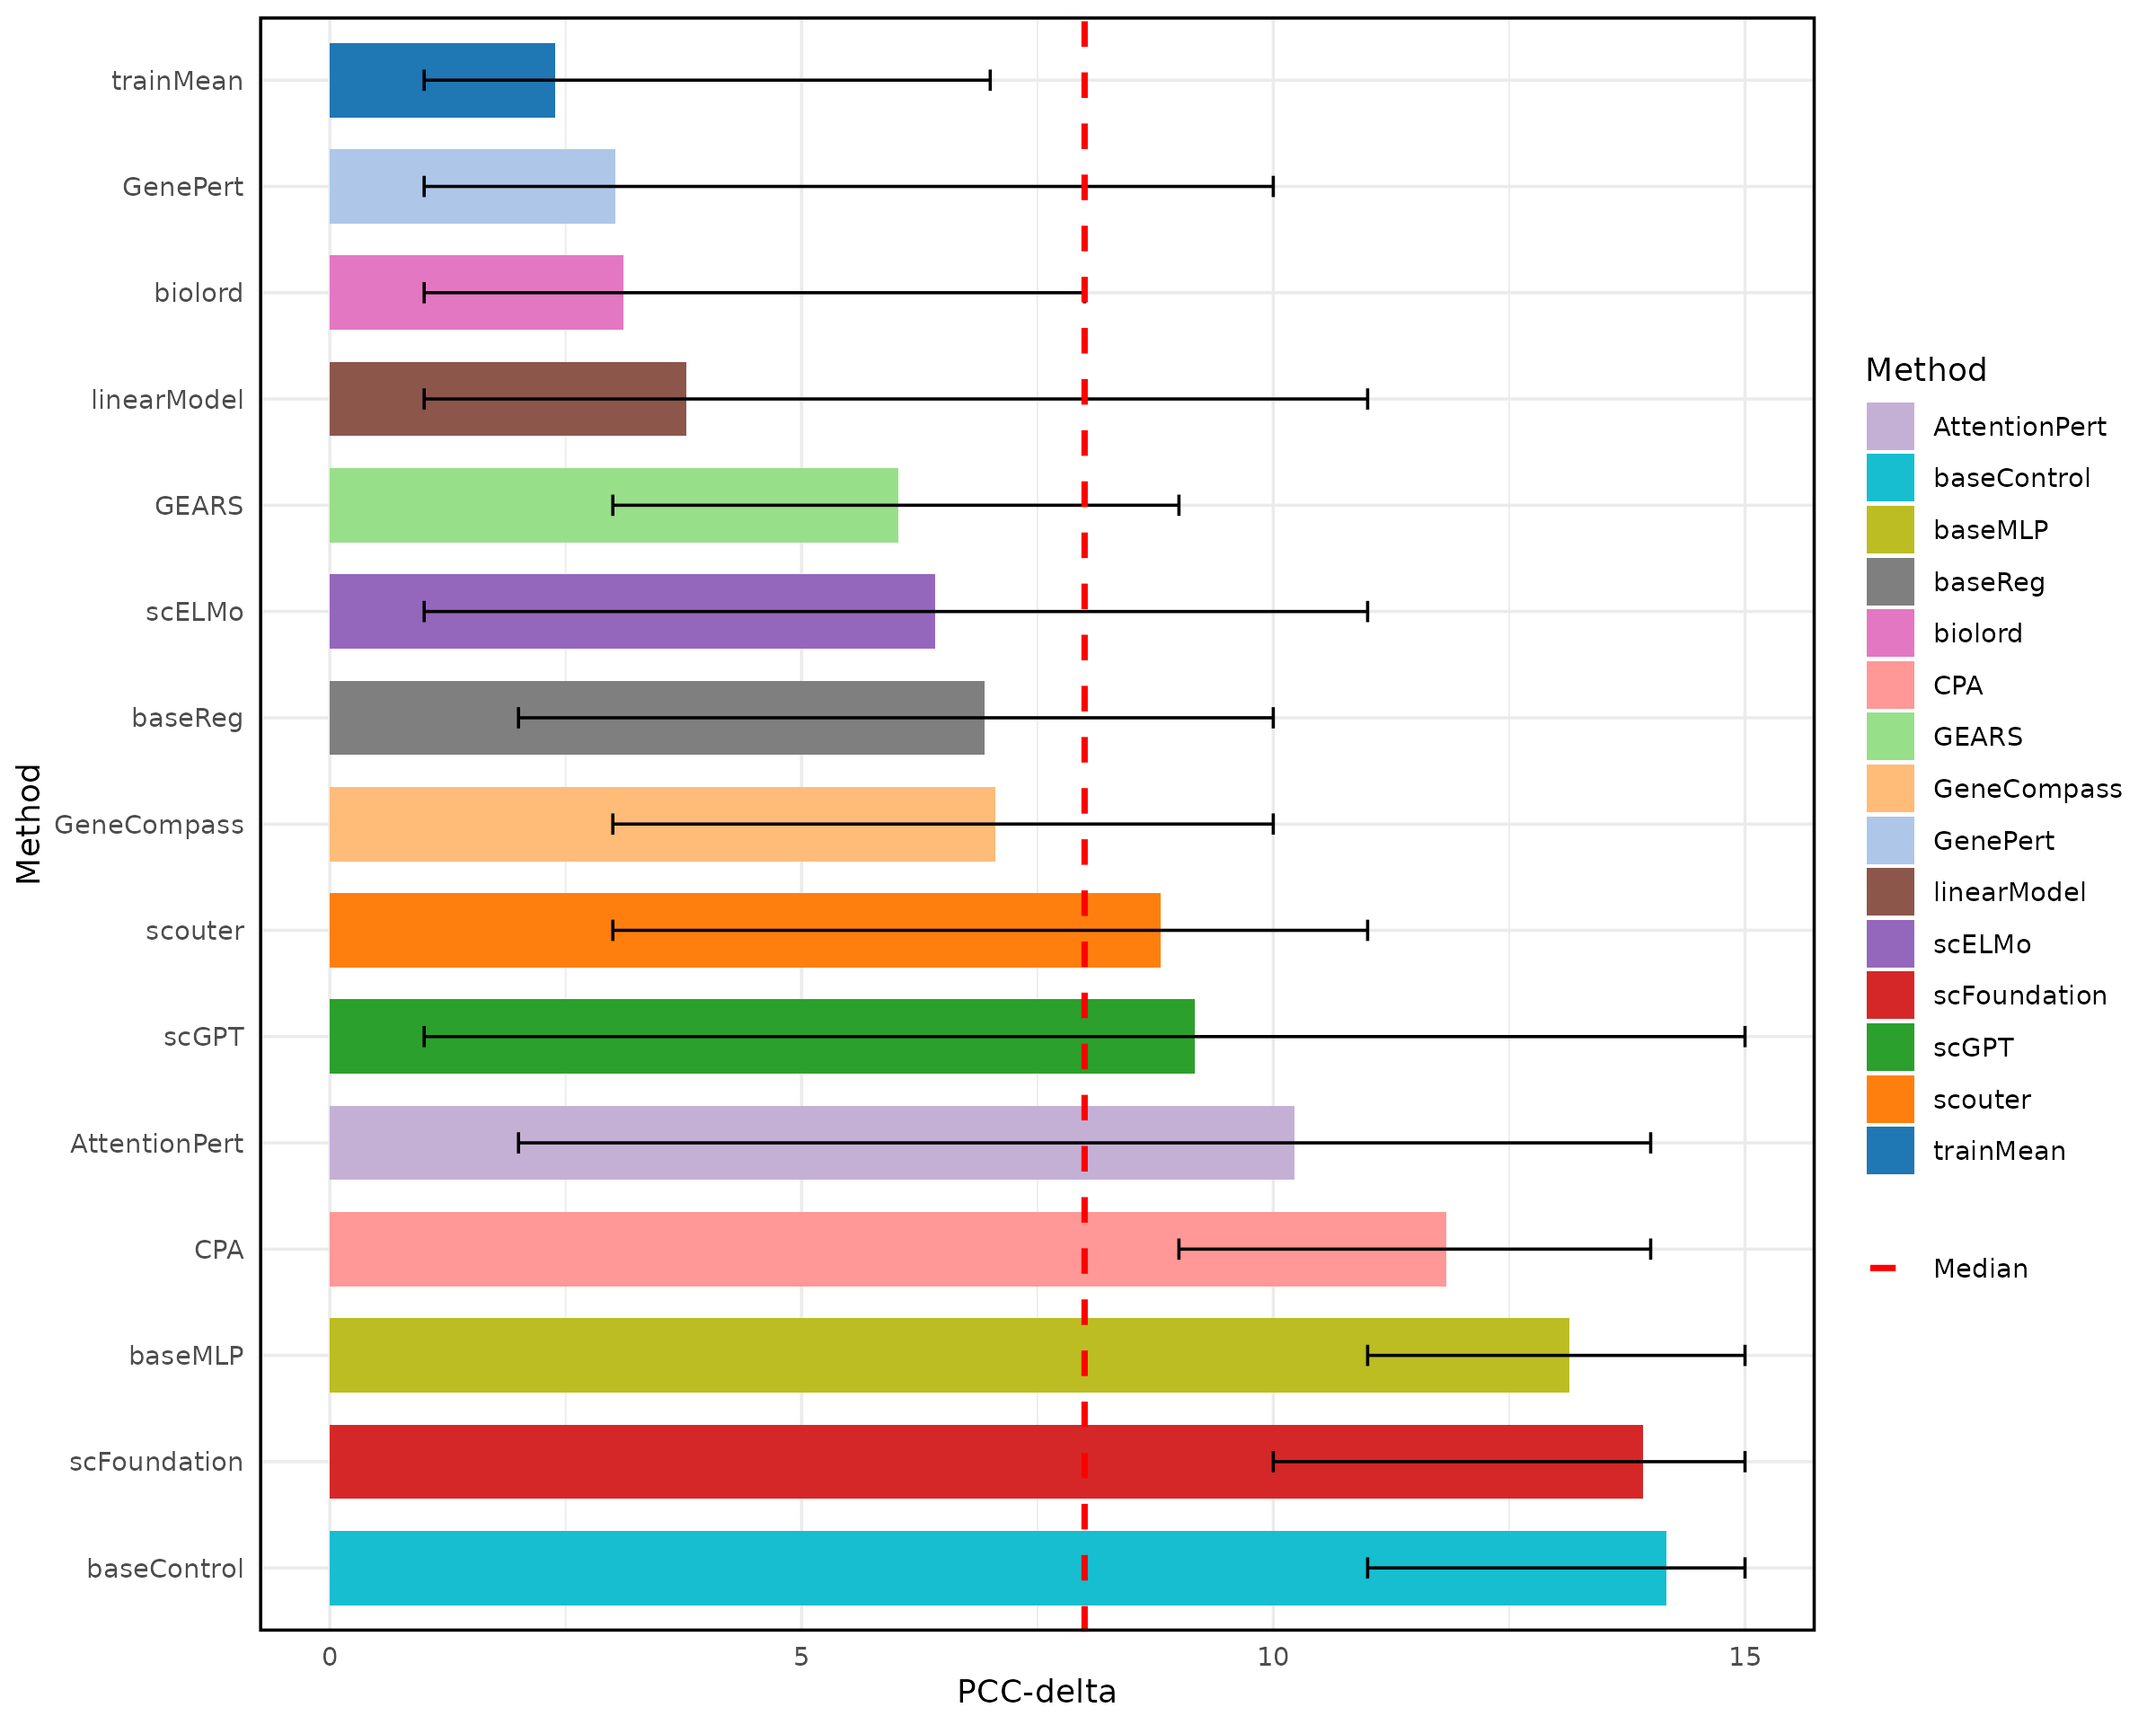 Method
trainMean
GenePert
biolord
linearModel
GEARS
scELMo
baseReg
GeneCompass
scouter
scGPT
AttentionPert
CPA
baseMLP
scFoundation
baseControl
0 5 10 15
PCC-delta
Method
AttentionPert
baseControl
baseMLP
baseReg
biolord
CPA
GEARS
GeneCompass
GenePert
linearModel
scELMo
scFoundation
scGPT
scouter
trainMean
Median